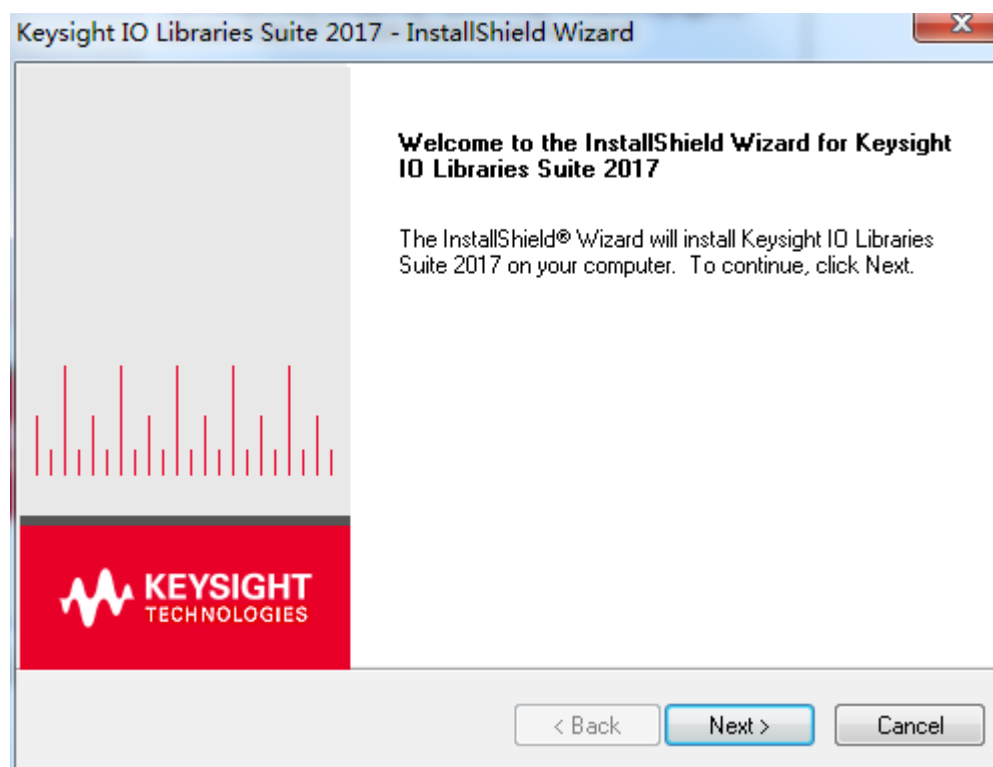 Keysight IO Libraries Suite 2017 - InstallShield Wizard
Welcome to the InstallShield Wizard for Keysight
IO Libraries Suite 2017
The InstallShield® Wizard will install Keysight IO Libraries
Suite 2017 on your computer.  To continue, click Next.
KEYSIGHT
TECHNOLOGIES
< Back
Next >
Cancel